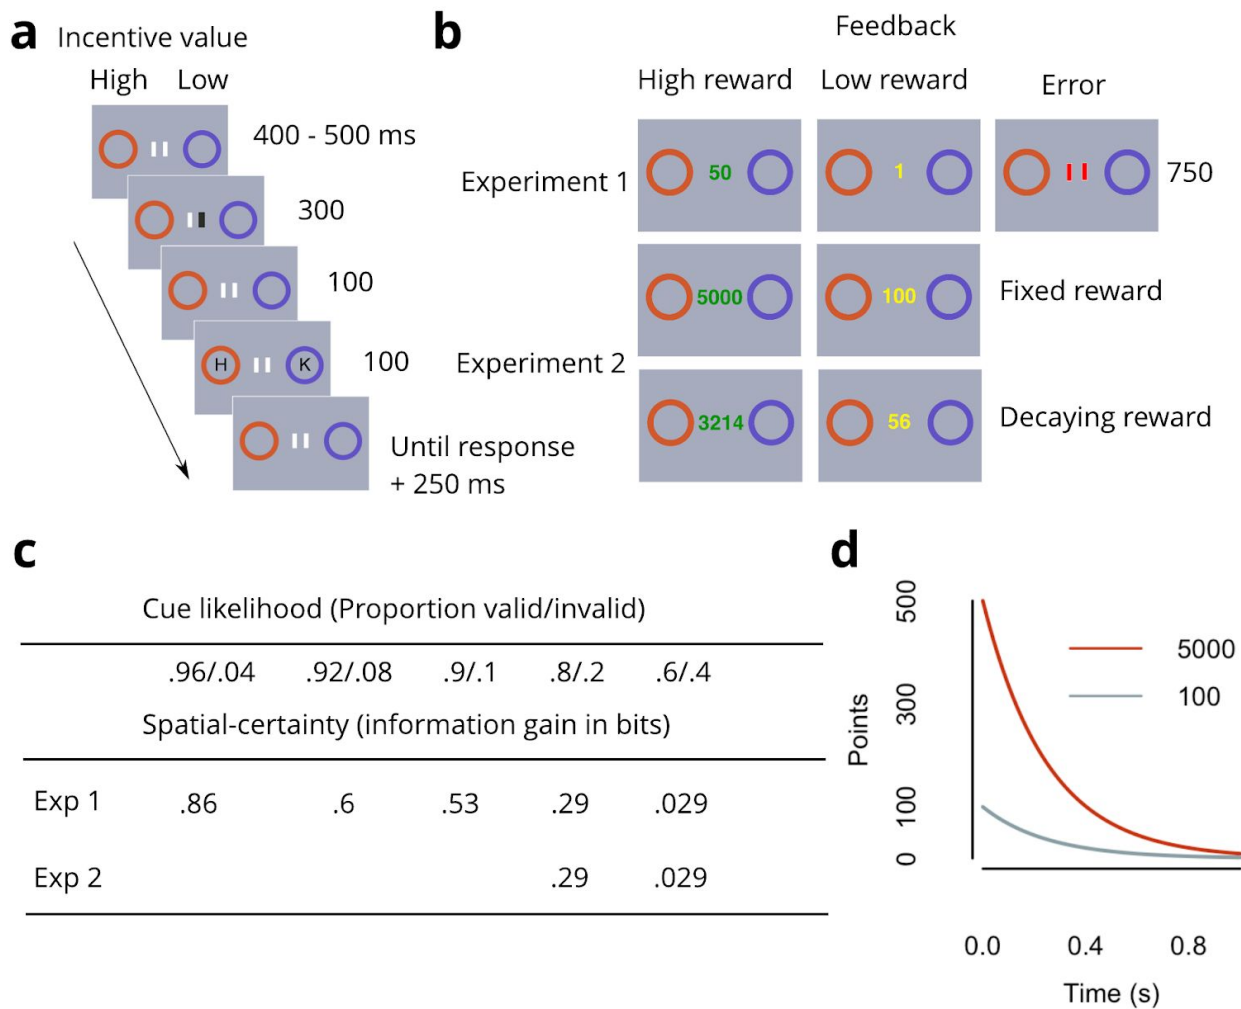 a
Incentive value
High Low
400 - 500 ms
300
100
H K
100
Until response
+ 250 ms
b
Feedback
High reward Low reward Error
Experiment 1
50 1 750
5000 100 Fixed reward
Experiment 2
3214 56 Decaying reward
c
Cue likelihood (Proportion valid/invalid)
.96/.04 .92/.08 .9/.1 .8/.2 .6/.4
Spatial-certainty (information gain in bits)
Exp 1 .86 .6 .53 .29 .029
Exp 2 .29 .029
d
Points
500
300
100
0
5000
100
0.0 0.4 0.8
Time (s)